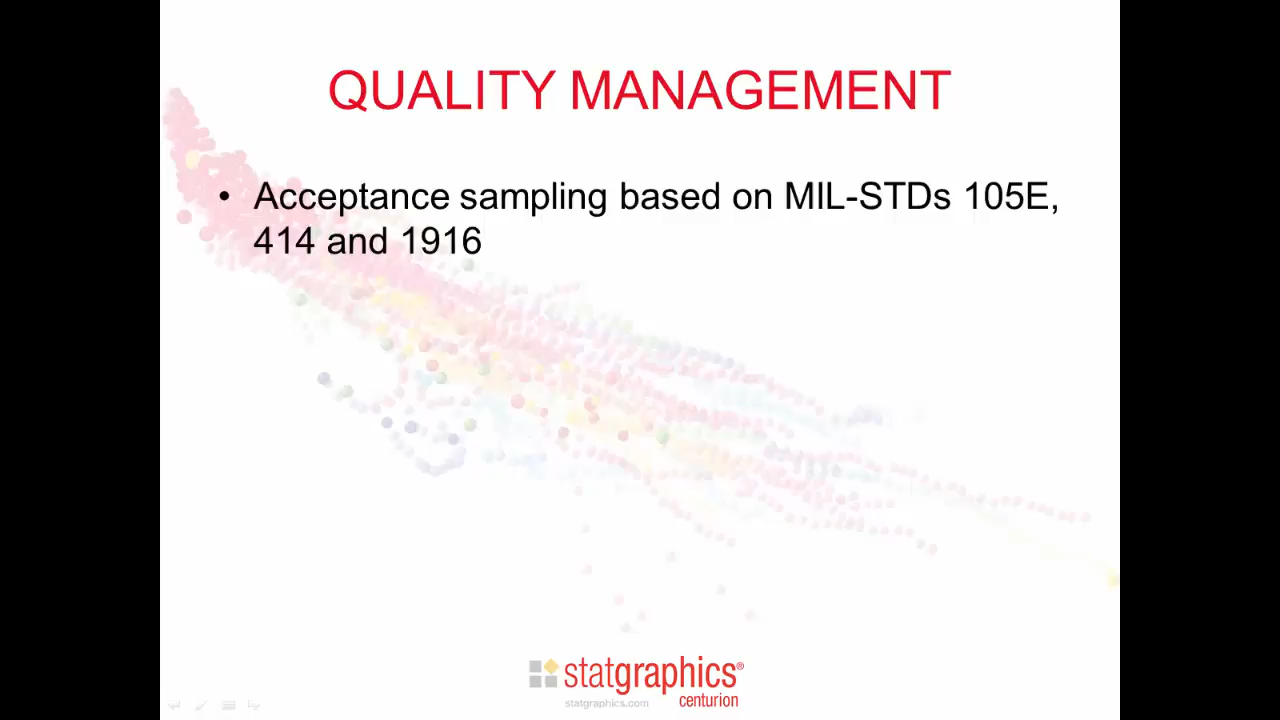 QUALITY MANAGEMENT
• Acceptance sampling based on MIL-STDs 105E,
414 and 1916
statgraphics®
centurion
statgraphics.com